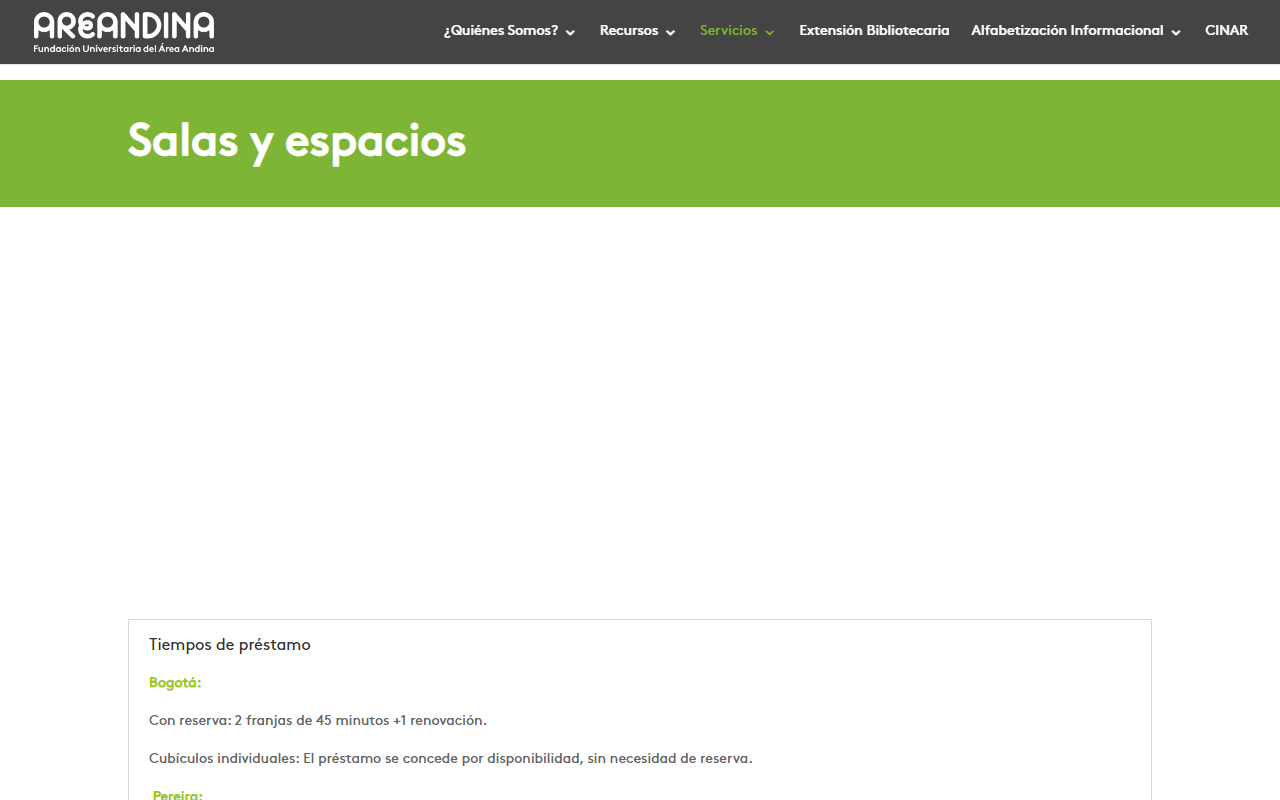 AREANDINA
Fundación Universitaria del Área Andina
¿Quiénes Somos?
Recursos
Servicios
Extensión Bibliotecaria
Alfabetización Informacional
CINAR
Salas y espacios
Tiempos de préstamo
Bogotá:
Con reserva: 2 franjas de 45 minutos +1 renovación.
Cubículos individuales: El préstamo se concede por disponibilidad, sin necesidad de reserva.
Pereira: